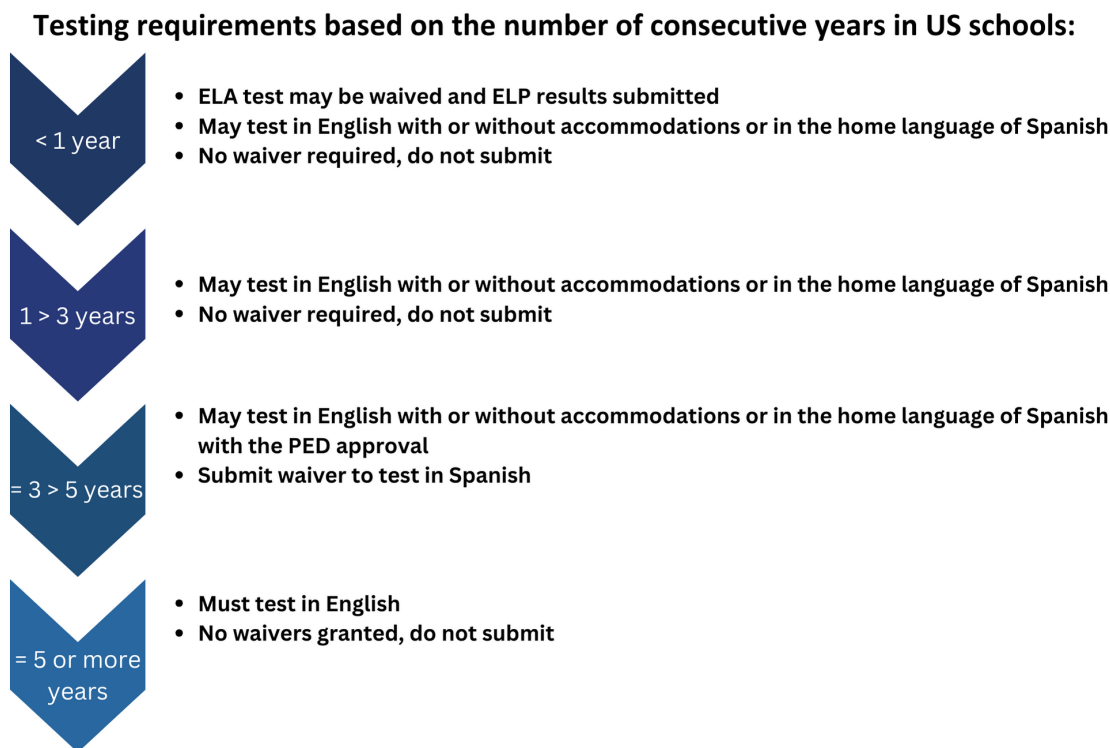 Testing requirements based on the number of consecutive years in US schools:
< 1 year
• ELA test may be waived and ELP results submitted
• May test in English with or without accommodations or in the home language of Spanish
• No waiver required, do not submit
1 > 3 years
• May test in English with or without accommodations or in the home language of Spanish
• No waiver required, do not submit
= 3 > 5 years
• May test in English with or without accommodations or in the home language of Spanish
with the PED approval
• Submit waiver to test in Spanish
= 5 or more
years
• Must test in English
• No waivers granted, do not submit